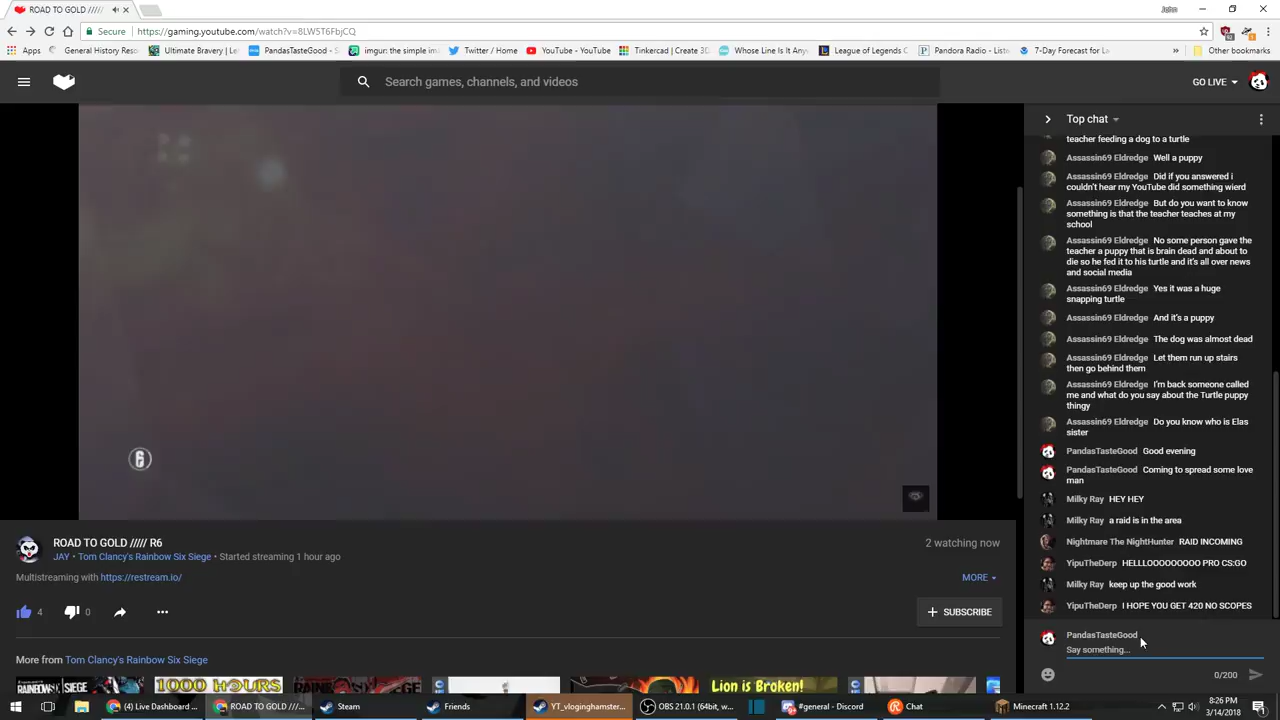 ROAD TO GOLD /////
John
Secure
https://gaming.youtube.com/watch?v=8LW5T6FbjCQ
Apps
General History Reso
Ultimate Bravery | Le
PandasTasteGood - S
imgur: the simple im
Twitter / Home
YouTube - YouTube
Tinkercad | Create 3D
Whose Line Is It Any
League of Legends C
Pandora Radio - Liste
7-Day Forecast for La
Other bookmarks
Search games, channels, and videos
GO LIVE
Top chat
teacher feeding a dog to a turtle
Assassin69 Eldredge Well a puppy
Assassin69 Eldredge Did if you answered i
couldn't hear my YouTube did something wierd
Assassin69 Eldredge But do you want to know
something is that the teacher teaches at my
school
Assassin69 Eldredge No some person gave the
teacher a puppy that is brain dead and about to
die so he fed it to his turtle and it's all over news
and social media
Assassin69 Eldredge Yes it was a huge
snapping turtle
Assassin69 Eldredge And it's a puppy
Assassin69 Eldredge The dog was almost dead
Assassin69 Eldredge Let them run up stairs
then go behind them
Assassin69 Eldredge I'm back someone called
me and what do you say about the Turtle puppy
thingy
Assassin69 Eldredge Do you know who is Elas
sister
PandasTasteGood Good evening
PandasTasteGood Coming to spread some love
man
Milky Ray HEY HEY
Milky Ray a raid is in the area
Nightmare The NightHunter RAID INCOMING
YipuTheDerp HELLLOOOOOOOOO PRO CS:GO
Milky Ray keep up the good work
YipuTheDerp I HOPE YOU GET 420 NO SCOPES
PandasTasteGood
Say something...
0/200
6
ROAD TO GOLD ///// R6
2 watching now
JAY • Tom Clancy's Rainbow Six Siege • Started streaming 1 hour ago
Multistreaming with https://restream.io/
MORE
4
0
SUBSCRIBE
More from Tom Clancy's Rainbow Six Siege
1000 HOURS
Lion is Broken!
(4) Live Dashboard ...
ROAD TO GOLD ///...
Steam
Friends
YT_vloginghamster...
OBS 21.0.1 (64bit, w...
#general - Discord
Chat
Minecraft 1.12.2
8:26 PM
3/14/2018